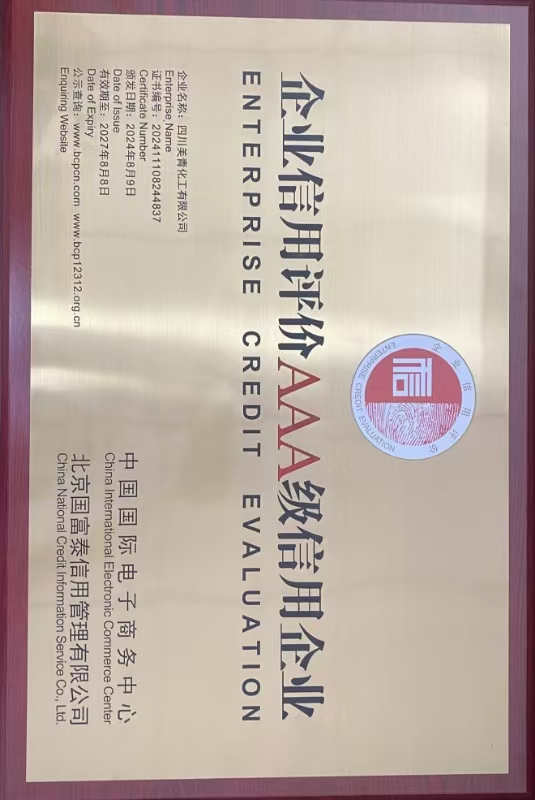 企业信用评价
ENTERPRISE CREDIT EVALUATION
信
企业信用评价AAA级信用企业
ENTERPRISE CREDIT EVALUATION
企业名称：四川美青化工有限公司
Enterprise Name
证书编号：202411108244837
Certificate Number
颁发日期：2024年8月9日
Date of Issue
有效期至：2027年8月8日
Date of Expiry
公示查询：www.bcpcn.com www.bcp12312.org.cn
Enquiring Website
中国国际电子商务中心
China International Electronic Commerce Center
北京国富泰信用管理有限公司
China National Credit Information Service Co., Ltd.